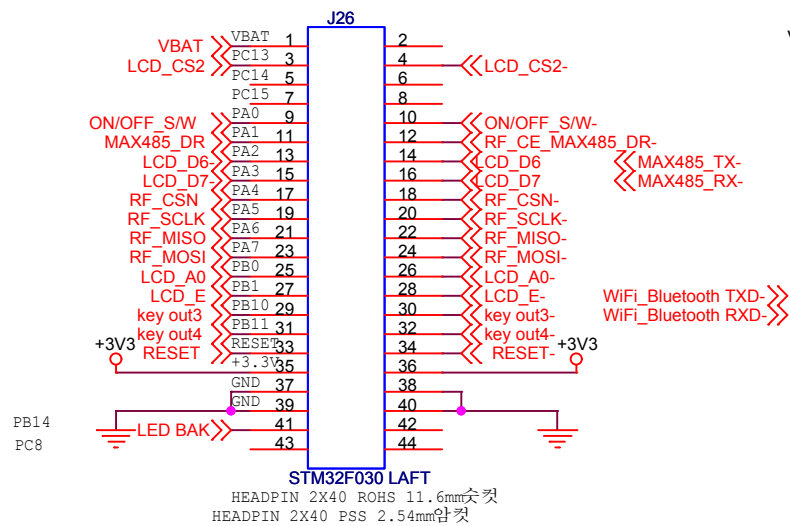 J26
VBAT VBAT 1 2
LCD_CS2 PC13 3 4 LCD_CS2-
PC14 5 6
PC15 7 8
ON/OFF_S/W PA0 9 10 ON/OFF_S/W-
MAX485_DR PA1 11 12 RF_CE_MAX485_DR-
LCD_D6 PA2 13 14 LCD_D6 MAX485_TX-
LCD_D7 PA3 15 16 LCD_D7 MAX485_RX-
RF_CSN PA4 17 18 RF_CSN-
RF_SCLK PA5 19 20 RF_SCLK-
RF_MISO PA6 21 22 RF_MISO-
RF_MOSI PA7 23 24 RF_MOSI-
LCD_A0 PB0 25 26 LCD_A0-
LCD_E PB1 27 28 LCD_E- WiFi_Bluetooth TXD-
key out3 PB10 29 30 key out3- WiFi_Bluetooth RXD-
key out4 PB11 31 32 key out4-
+3V3 RESET RESET 33 34 RESET- +3V3
+3.3V 35 36
GND 37 38
GND 39 40
PB14 LED BAK 41 42
PC8 43 44
STM32F030 LAFT
HEADPIN 2X40 ROHS 11.6mm숫컷
HEADPIN 2X40 PSS 2.54mm암컷